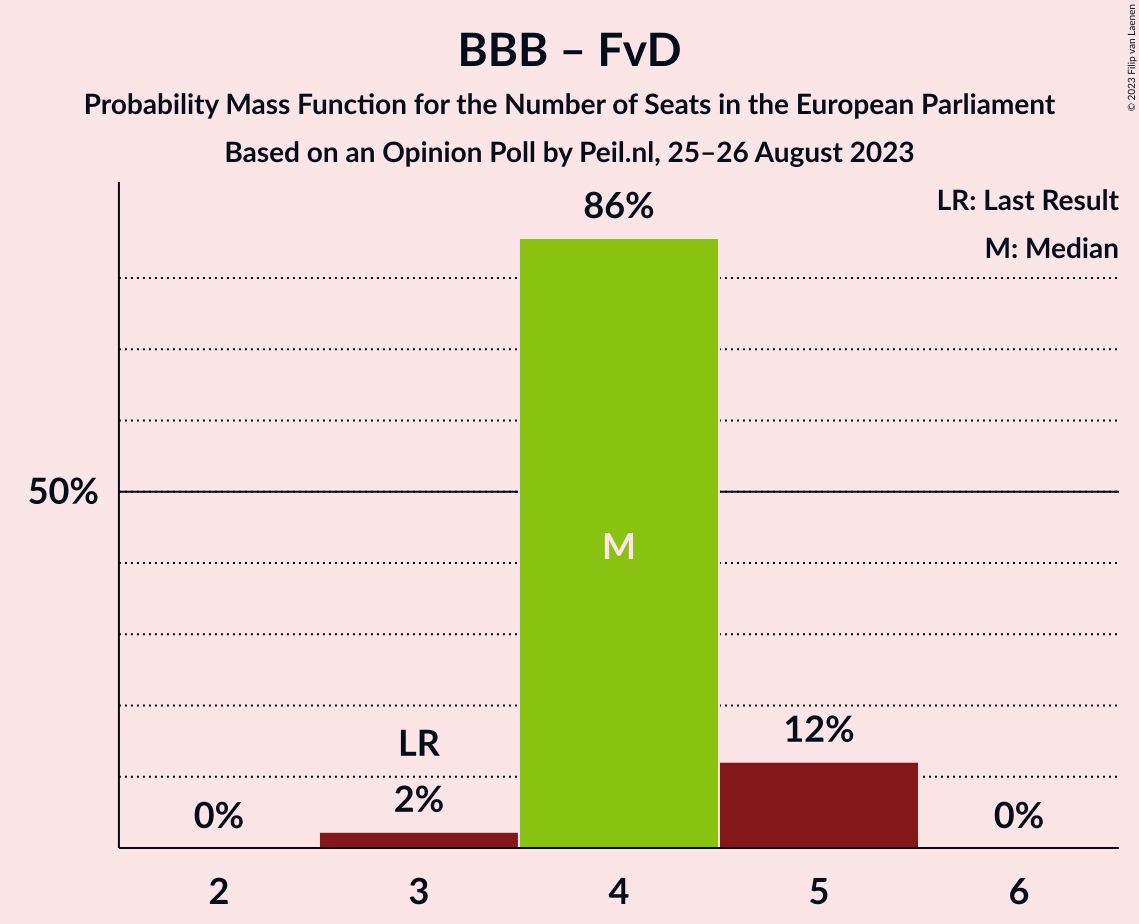 BBB – FvD
Probability Mass Function for the Number of Seats in the European Parliament
Based on an Opinion Poll by Peil.nl, 25–26 August 2023
© 2023 Filip van Laenen
LR: Last Result
M: Median
86%
50%
M
LR
12%
0%
2%
0%
2 3 4 5 6